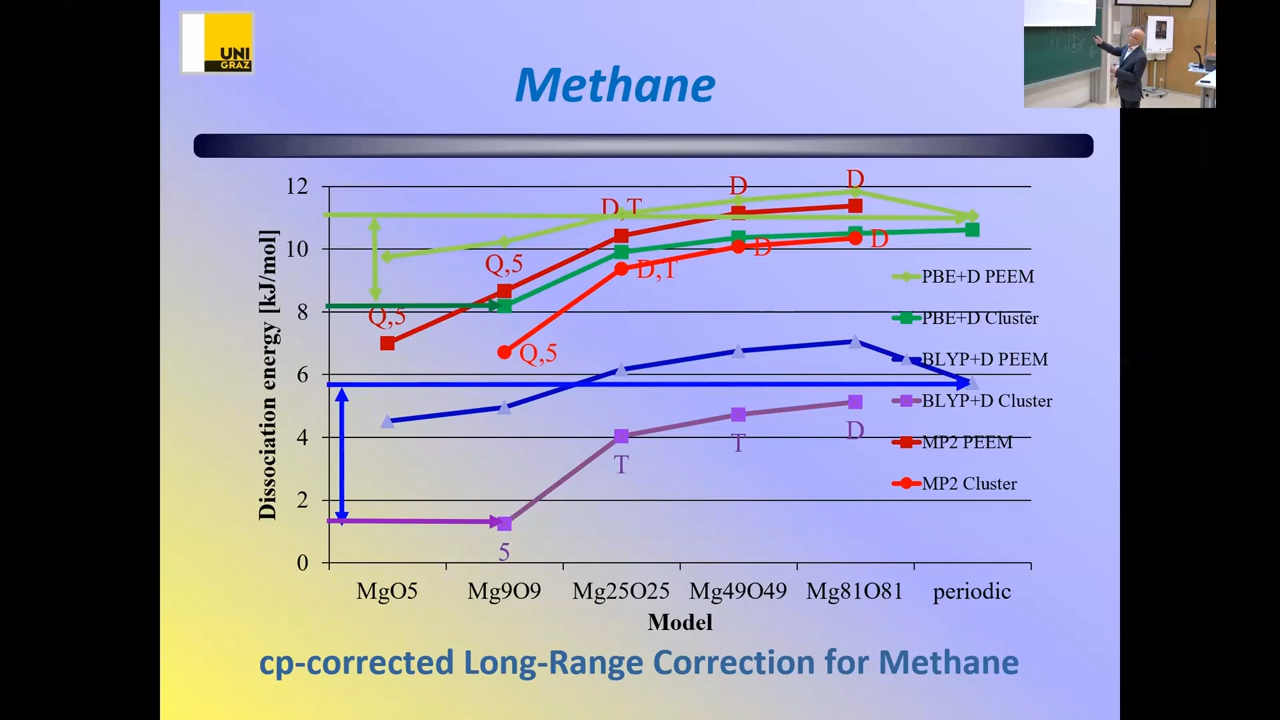 UNI
GRAZ
Methane
Dissociation energy [kJ/mol]
12
10
8
6
4
2
0
Q,5
Q,5
D,T
D
D
Q,5
D,T
D
D
5
T
T
D
PBE+D PEEM
PBE+D Cluster
BLYP+D PEEM
BLYP+D Cluster
MP2 PEEM
MP2 Cluster
MgO5
Mg9O9
Mg25O25
Mg49O49
Mg81O81
periodic
Model
cp-corrected Long-Range Correction for Methane